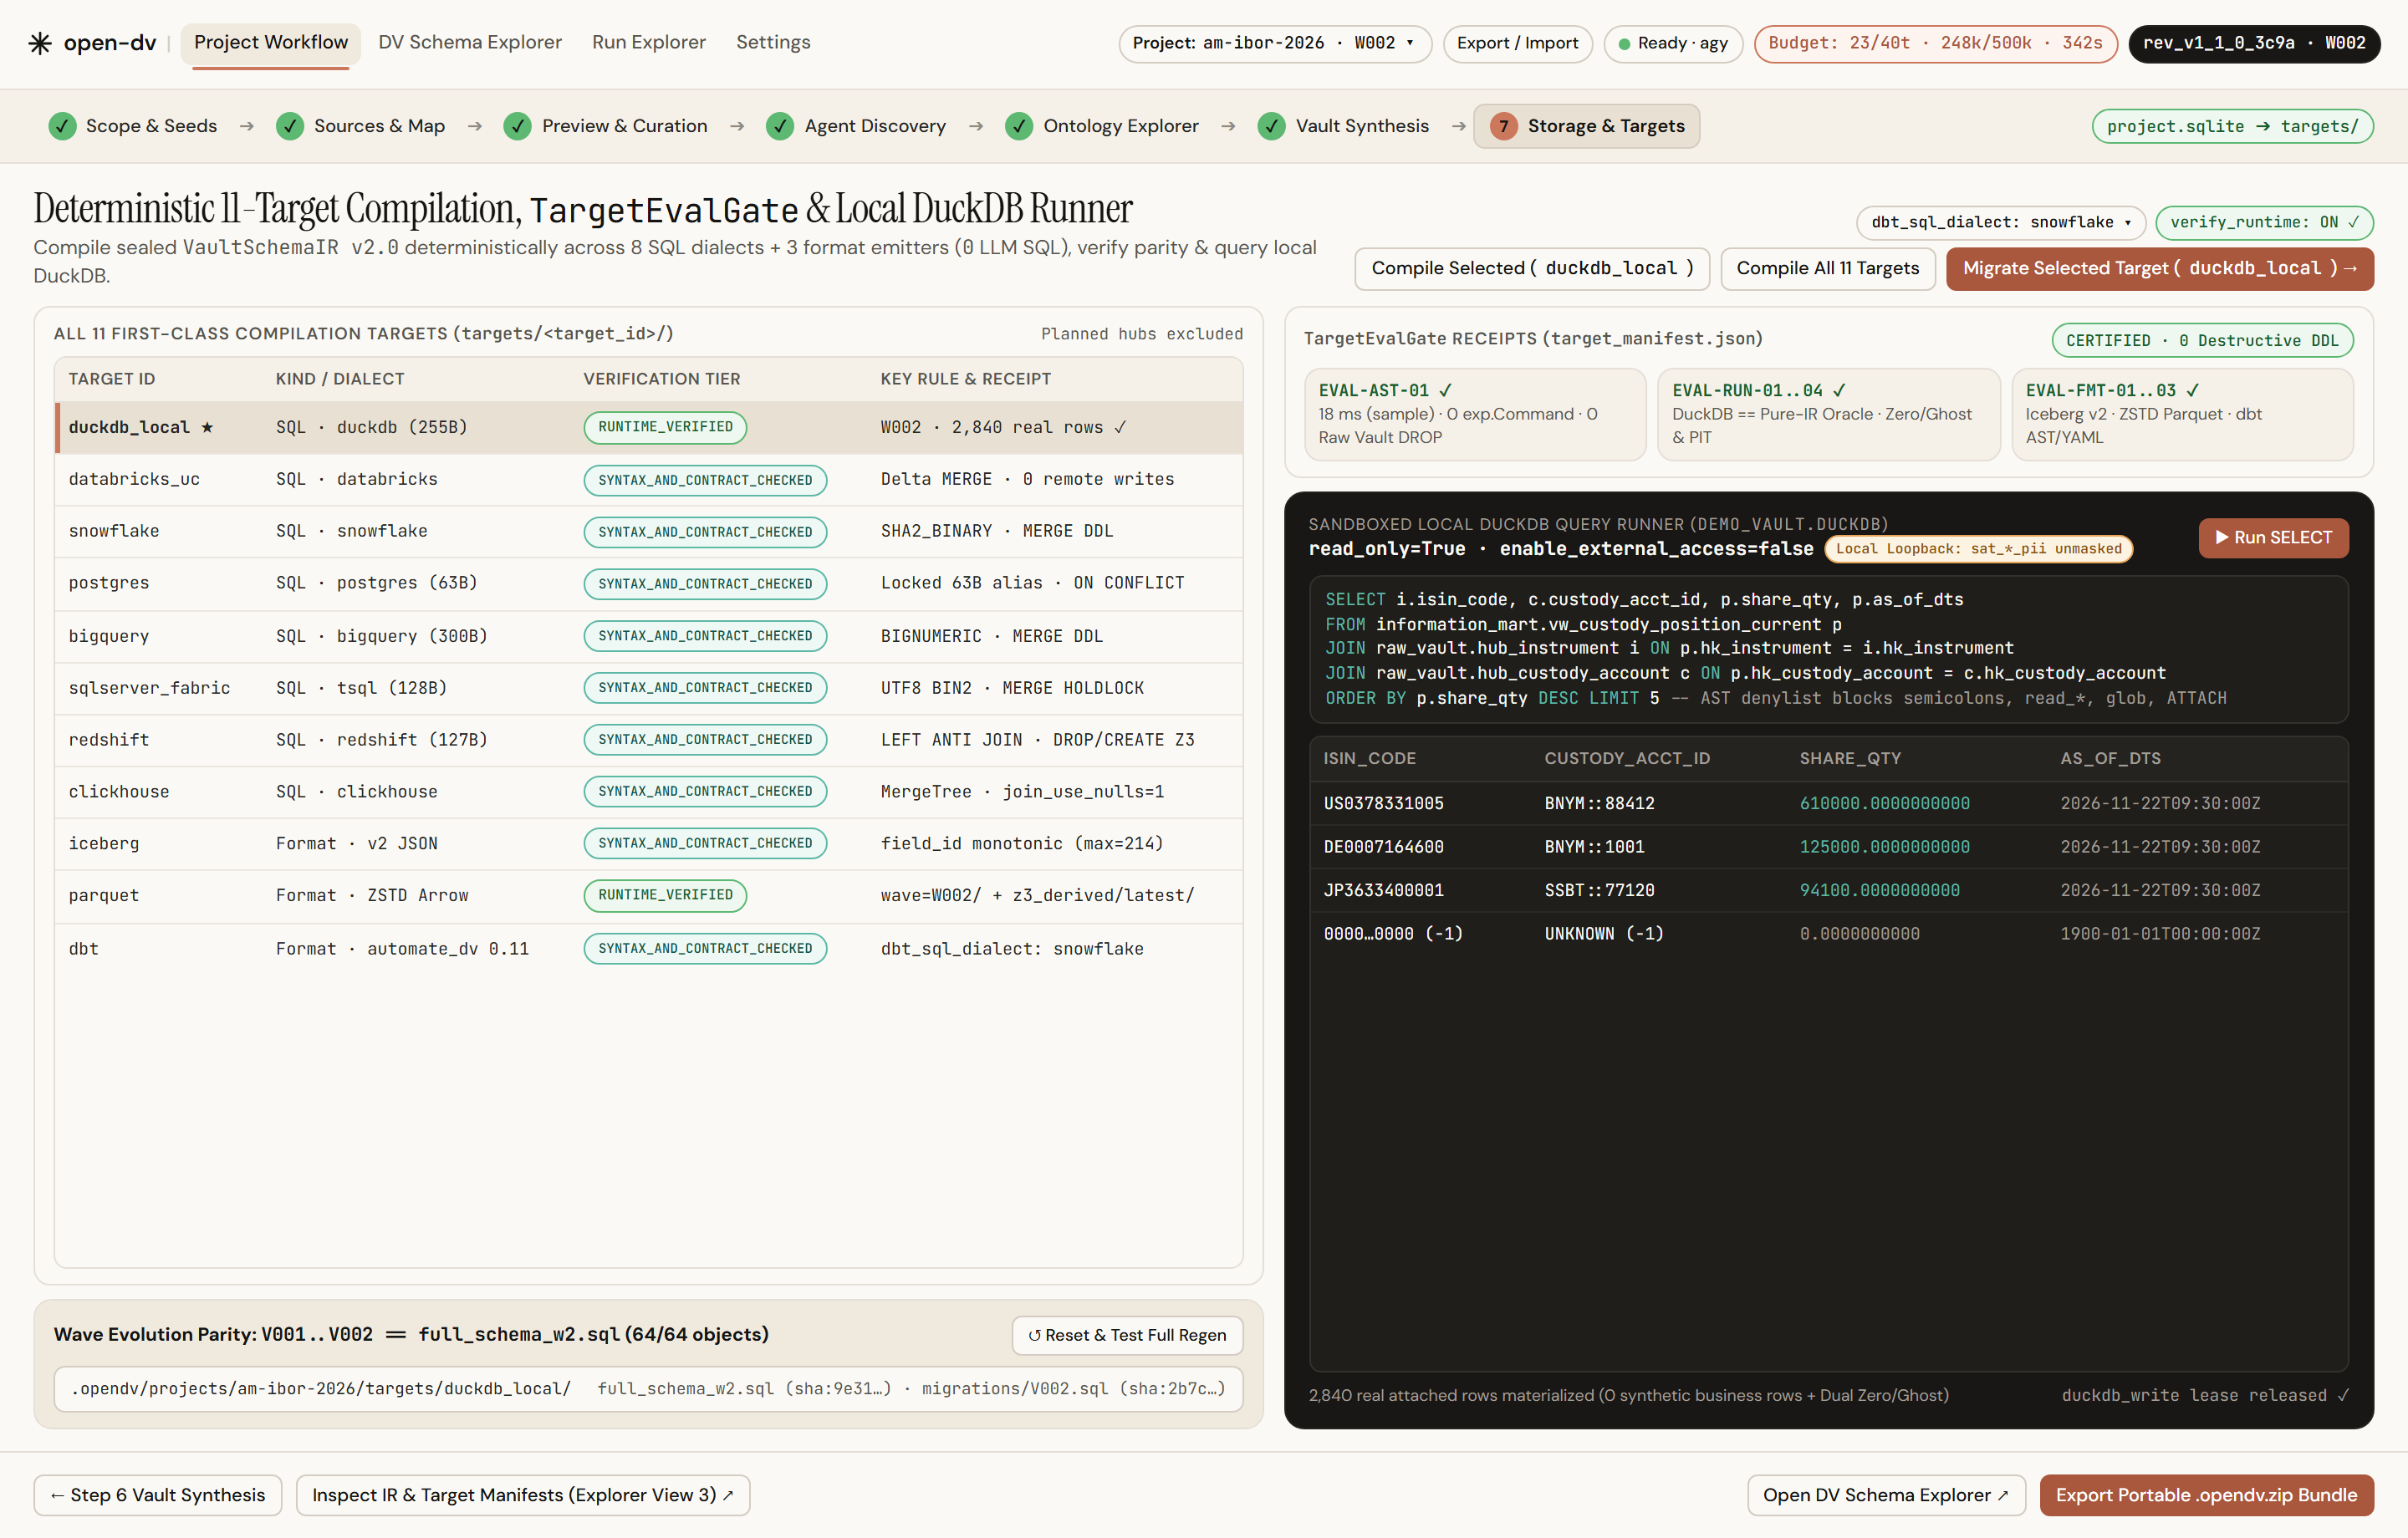 open-dv | Project Workflow DV Schema Explorer Run Explorer Settings
Project: am-ibor-2026 · W002 ▾ Export / Import Ready · agy Budget: 23/40t · 248k/500k · 342s rev_v1_1_0_3c9a · W002
✓ Scope & Seeds → ✓ Sources & Map → ✓ Preview & Curation → ✓ Agent Discovery → ✓ Ontology Explorer → ✓ Vault Synthesis → 7 Storage & Targets
project.sqlite → targets/
Deterministic 11-Target Compilation, TargetEvalGate & Local DuckDB Runner
Compile sealed VaultSchemaIR v2.0 deterministically across 8 SQL dialects + 3 format emitters (0 LLM SQL), verify parity & query local
DuckDB.
dbt_sql_dialect: snowflake ▾ verify_runtime: ON ✓
Compile Selected ( duckdb_local ) Compile All 11 Targets Migrate Selected Target ( duckdb_local ) →
ALL 11 FIRST-CLASS COMPILATION TARGETS (targets/<target_id>/) Planned hubs excluded
TARGET ID KIND / DIALECT VERIFICATION TIER KEY RULE & RECEIPT
duckdb_local ★ SQL · duckdb (255B) RUNTIME_VERIFIED W002 · 2,840 real rows ✓
databricks_uc SQL · databricks SYNTAX_AND_CONTRACT_CHECKED Delta MERGE · 0 remote writes
snowflake SQL · snowflake SYNTAX_AND_CONTRACT_CHECKED SHA2_BINARY · MERGE DDL
postgres SQL · postgres (63B) SYNTAX_AND_CONTRACT_CHECKED Locked 63B alias · ON CONFLICT
bigquery SQL · bigquery (300B) SYNTAX_AND_CONTRACT_CHECKED BIGNUMERIC · MERGE DDL
sqlserver_fabric SQL · tsql (128B) SYNTAX_AND_CONTRACT_CHECKED UTF8 BIN2 · MERGE HOLDLOCK
redshift SQL · redshift (127B) SYNTAX_AND_CONTRACT_CHECKED LEFT ANTI JOIN · DROP/CREATE Z3
clickhouse SQL · clickhouse SYNTAX_AND_CONTRACT_CHECKED MergeTree · join_use_nulls=1
iceberg Format · v2 JSON SYNTAX_AND_CONTRACT_CHECKED field_id monotonic (max=214)
parquet Format · ZSTD Arrow RUNTIME_VERIFIED wave=W002/ + z3_derived/latest/
dbt Format · automate_dv 0.11 SYNTAX_AND_CONTRACT_CHECKED dbt_sql_dialect: snowflake
Wave Evolution Parity: V001..V002 == full_schema_w2.sql (64/64 objects) ↺ Reset & Test Full Regen
.opendv/projects/am-ibor-2026/targets/duckdb_local/ full_schema_w2.sql (sha:9e31…) · migrations/V002.sql (sha:2b7c…)
TargetEvalGate RECEIPTS (target_manifest.json) CERTIFIED · 0 Destructive DDL
EVAL-AST-01 ✓
18 ms (sample) · 0 exp.Command · 0
Raw Vault DROP
EVAL-RUN-01..04 ✓
DuckDB == Pure-IR Oracle · Zero/Ghost
& PIT
EVAL-FMT-01..03 ✓
Iceberg v2 · ZSTD Parquet · dbt
AST/YAML
SANDBOXED LOCAL DUCKDB QUERY RUNNER (DEMO_VAULT.DUCKDB)
read_only=True · enable_external_access=false Local Loopback: sat_*_pii unmasked
▶ Run SELECT
SELECT i.isin_code, c.custody_acct_id, p.share_qty, p.as_of_dts
FROM information_mart.vw_custody_position_current p
JOIN raw_vault.hub_instrument i ON p.hk_instrument = i.hk_instrument
JOIN raw_vault.hub_custody_account c ON p.hk_custody_account = c.hk_custody_account
ORDER BY p.share_qty DESC LIMIT 5 -- AST denylist blocks semicolons, read_*, glob, ATTACH
ISIN_CODE CUSTODY_ACCT_ID SHARE_QTY AS_OF_DTS
US0378331005 BNYM::88412 610000.0000000000 2026-11-22T09:30:00Z
DE0007164600 BNYM::1001 125000.0000000000 2026-11-22T09:30:00Z
JP3633400001 SSBT::77120 94100.0000000000 2026-11-22T09:30:00Z
0000…0000 (-1) UNKNOWN (-1) 0.0000000000 1900-01-01T00:00:00Z
2,840 real attached rows materialized (0 synthetic business rows + Dual Zero/Ghost) duckdb_write lease released ✓
← Step 6 Vault Synthesis Inspect IR & Target Manifests (Explorer View 3) ↗ Open DV Schema Explorer ↗ Export Portable .opendv.zip Bundle